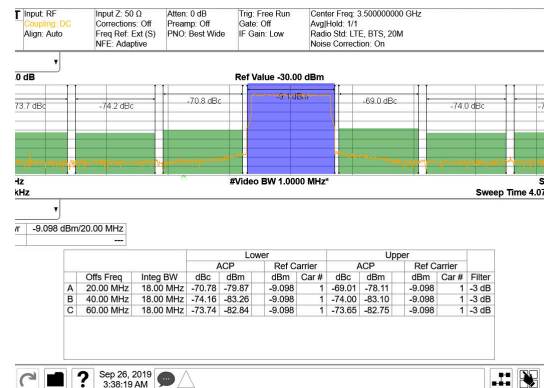 Input: RF Input Z: 50 Ω Atten: 0 dB Trig: Free Run Center Freq: 3.500000000 GHz
Coupling: DC Corrections: Off Preamp: Off Gate: Off Avg|Hold: 1/1
Align: Auto Freq Ref: Ext (S) PNO: Best Wide IF Gain: Low Radio Std: LTE, BTS, 20M
NFE: Adaptive Noise Correction: On
.0 dB Ref Value -30.00 dBm
73.7 dBc -74.2 dBc -70.8 dBc -9.1 dBm -69.0 dBc -74.0 dBc -7
Hz #Video BW 1.0000 MHz* S
kHz Sweep Time 4.07
vr -9.098 dBm/20.00 MHz
---
Lower Upper
ACP Ref Carrier ACP Ref Carrier
Offs Freq Integ BW dBc dBm dBm Car # dBc dBm dBm Car # Filter
A 20.00 MHz 18.00 MHz -70.78 -79.87 -9.098 1 -69.01 -78.11 -9.098 1 -3 dB
B 40.00 MHz 18.00 MHz -74.16 -83.26 -9.098 1 -74.00 -83.10 -9.098 1 -3 dB
C 60.00 MHz 18.00 MHz -73.74 -82.84 -9.098 1 -73.65 -82.75 -9.098 1 -3 dB
? Sep 26, 2019
3:38:19 AM